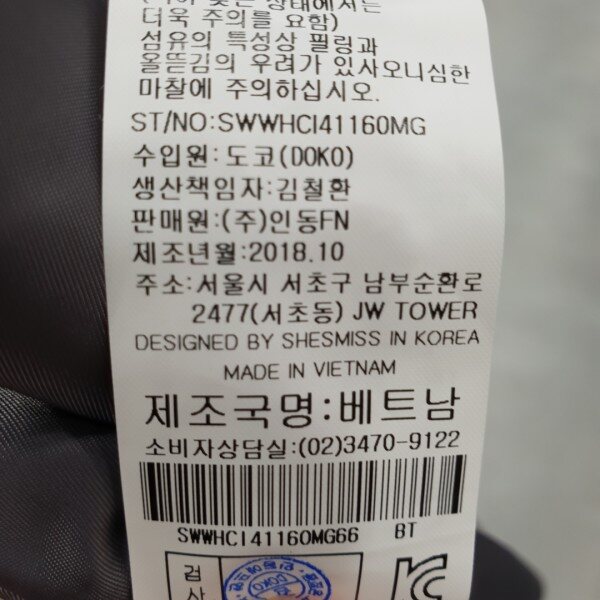 더욱 주의를 요함)
섬유의 특성상 필링과
올뜯김의 우려가 있사오니심한
마찰에 주의하십시오.
ST/NO:SWWHCI41160MG
수입원:도코(DOKO)
생산책임자:김철환
판매원:(주)인동FN
제조년월:2018.10
주소:서울시 서초구 남부순환로
2477(서초동) JW TOWER
DESIGNED BY SHESMISS IN KOREA
MADE IN VIETNAM
제조국명:베트남
소비자상담실:(02)3470-9122
SWWHCI41160MG66 BT
검
사
DOKO